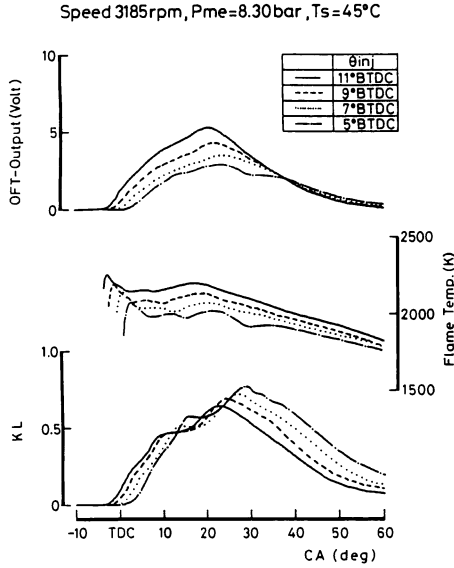 Speed 3185rpm, Pme=8.30bar, Ts=45°C
θinj
11°BTDC
9°BTDC
7°BTDC
5°BTDC
OFT-Output (Volt)
10
5
0
2500
2000
1500
Flame Temp. (K)
1.0
0.5
0
KL
-10 TDC 10 20 30 40 50 60
CA (deg)